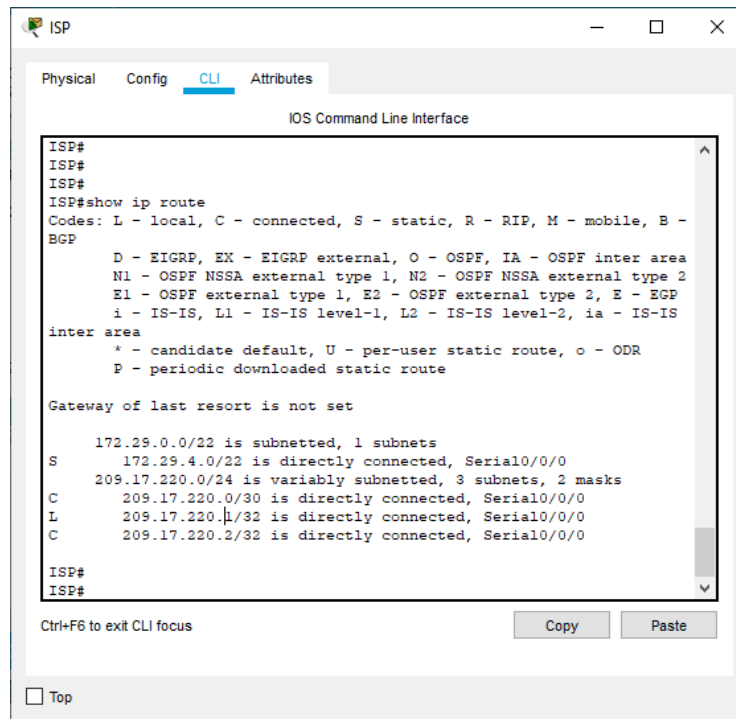 ISP
Physical Config CLI Attributes
IOS Command Line Interface
ISP#
ISP#
ISP#
ISP#show ip route
Codes: L - local, C - connected, S - static, R - RIP, M - mobile, B -
BGP
       D - EIGRP, EX - EIGRP external, O - OSPF, IA - OSPF inter area
       N1 - OSPF NSSA external type 1, N2 - OSPF NSSA external type 2
       E1 - OSPF external type 1, E2 - OSPF external type 2, E - EGP
       i - IS-IS, L1 - IS-IS level-1, L2 - IS-IS level-2, ia - IS-IS
inter area
       * - candidate default, U - per-user static route, o - ODR
       P - periodic downloaded static route
Gateway of last resort is not set
     172.29.0.0/22 is subnetted, 1 subnets
S       172.29.4.0/22 is directly connected, Serial0/0/0
     209.17.220.0/24 is variably subnetted, 3 subnets, 2 masks
C       209.17.220.0/30 is directly connected, Serial0/0/0
L       209.17.220.1/32 is directly connected, Serial0/0/0
C       209.17.220.2/32 is directly connected, Serial0/0/0
ISP#
ISP#
Ctrl+F6 to exit CLI focus Copy Paste
Top